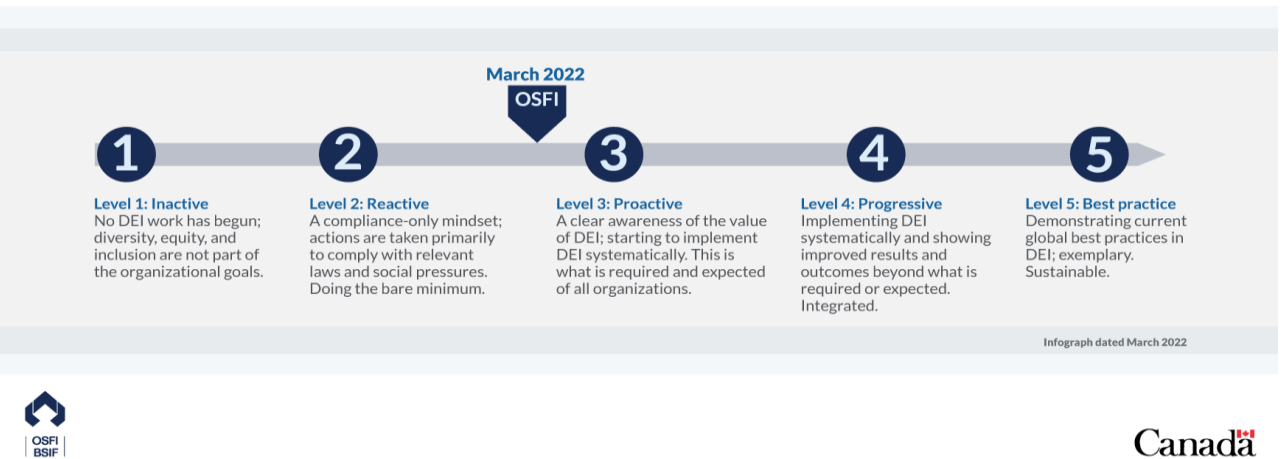 March 2022
OSFI
1
2
3
4
5
Level 1: Inactive
No DEI work has begun;
diversity, equity, and
inclusion are not part of
the organizational goals.
Level 2: Reactive
A compliance-only mindset;
actions are taken primarily
to comply with relevant
laws and social pressures.
Doing the bare minimum.
Level 3: Proactive
A clear awareness of the value
of DEI; starting to implement
DEI systematically. This is
what is required and expected
of all organizations.
Level 4: Progressive
Implementing DEI
systematically and showing
improved results and
outcomes beyond what is
required or expected.
Integrated.
Level 5: Best practice
Demonstrating current
global best practices in
DEI; exemplary.
Sustainable.
Infograph dated March 2022
OSFI
BSIF
Canada